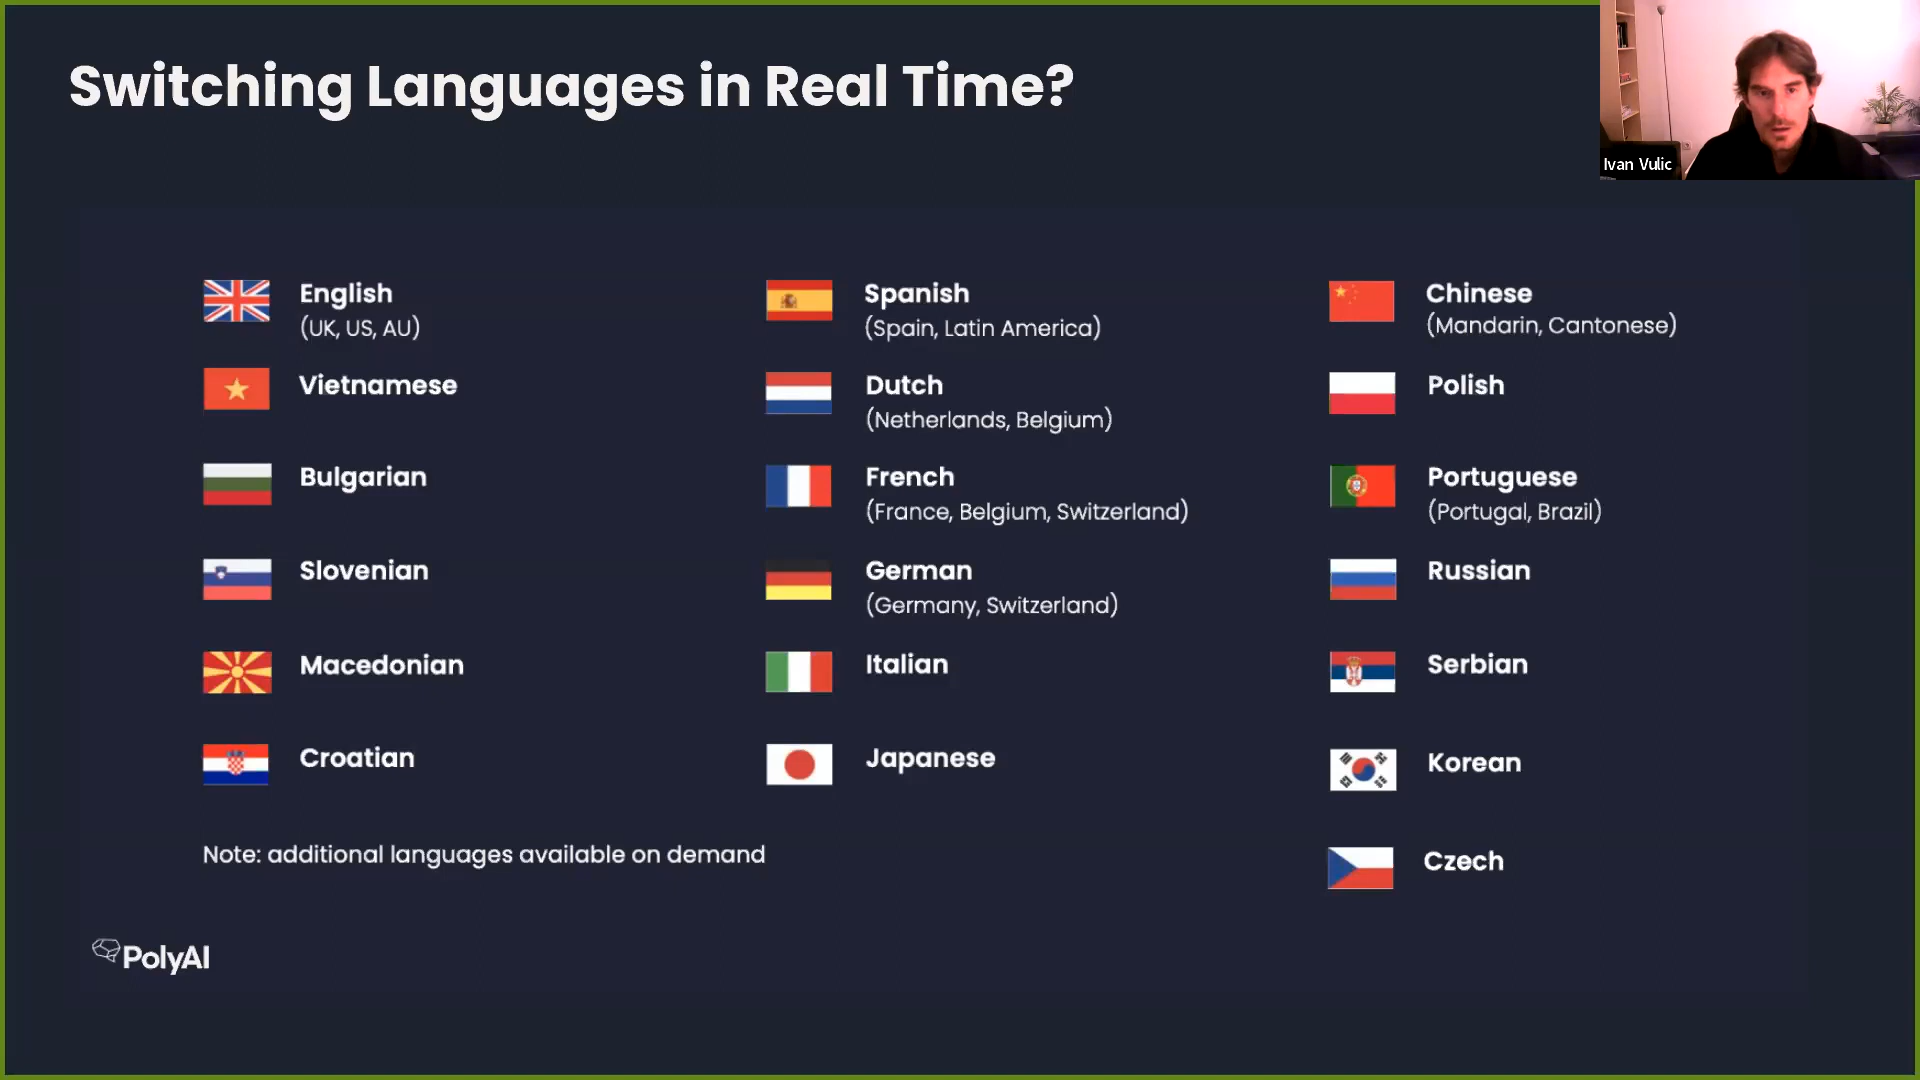 Switching Languages in Real Time?
Ivan Vulic
English
(UK, US, AU)
Vietnamese
Bulgarian
Slovenian
Macedonian
Croatian
Note: additional languages available on demand
Spanish
(Spain, Latin America)
Dutch
(Netherlands, Belgium)
French
(France, Belgium, Switzerland)
German
(Germany, Switzerland)
Italian
Japanese
Chinese
(Mandarin, Cantonese)
Polish
Portuguese
(Portugal, Brazil)
Russian
Serbian
Korean
Czech
PolyAI